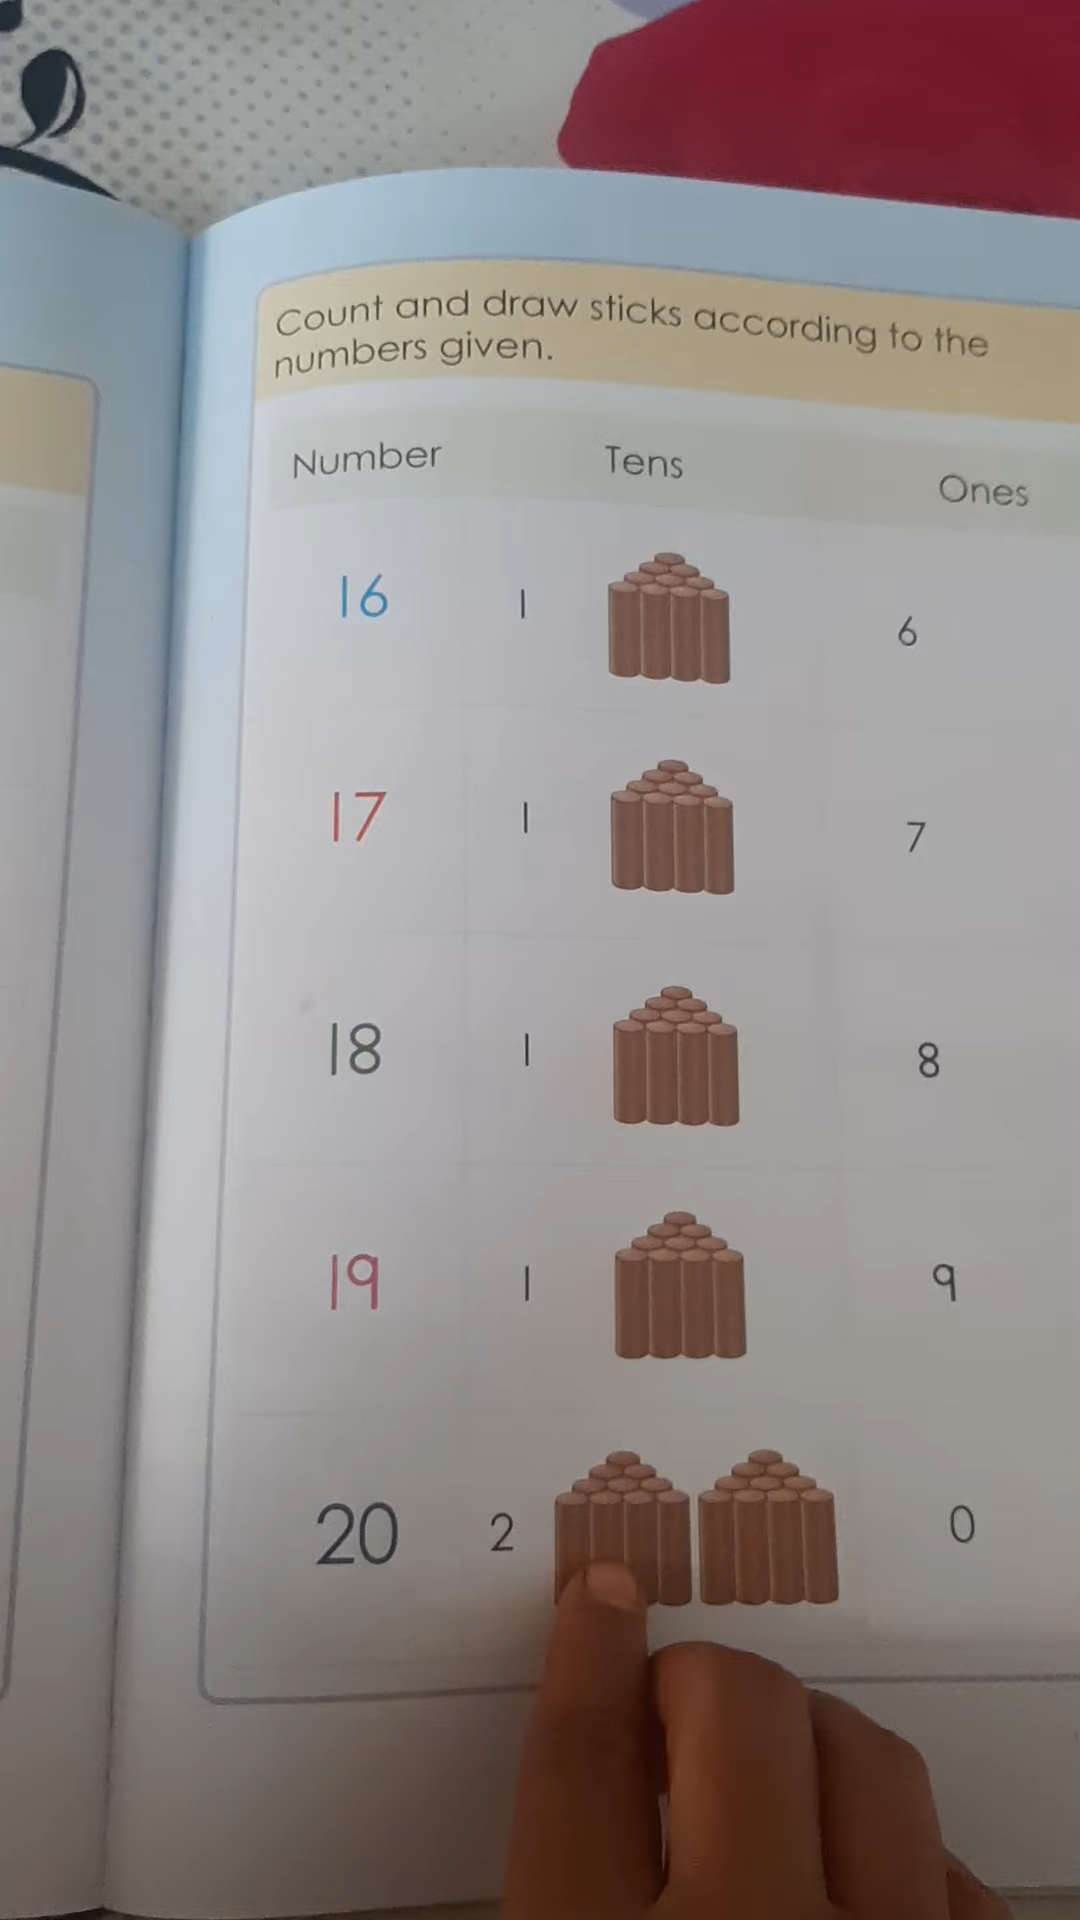 Count and draw sticks according to the
numbers given.
Number Tens Ones
16 1 6
17 1 7
18 1 8
19 1 9
20 2 0